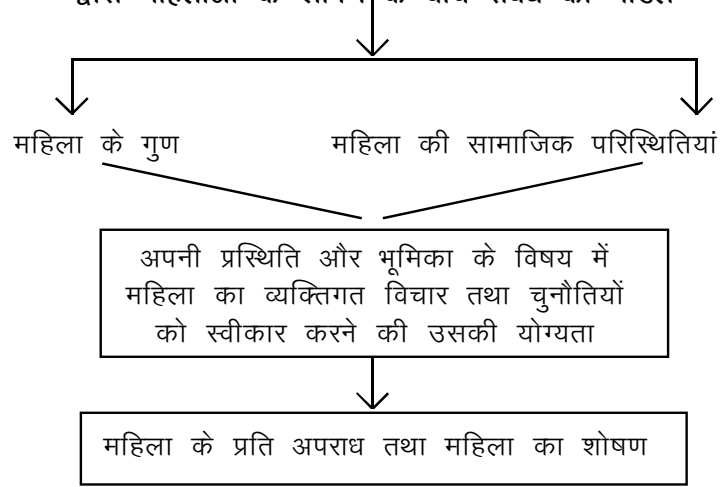 के के बीच संबंध का मॉडल
महिला के गुण
महिला की सामाजिक परिस्थितियां
अपनी प्रस्थिति और भूमिका के विषय में
महिला का व्यक्तिगत विचार तथा चुनौतियों
को स्वीकार करने की उसकी योग्यता
महिला के प्रति अपराध तथा महिला का शोषण